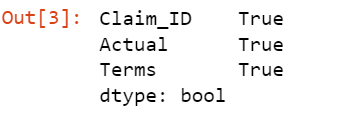 Out[3]: Claim_ID    True
Actual      True
Terms       True
dtype: bool